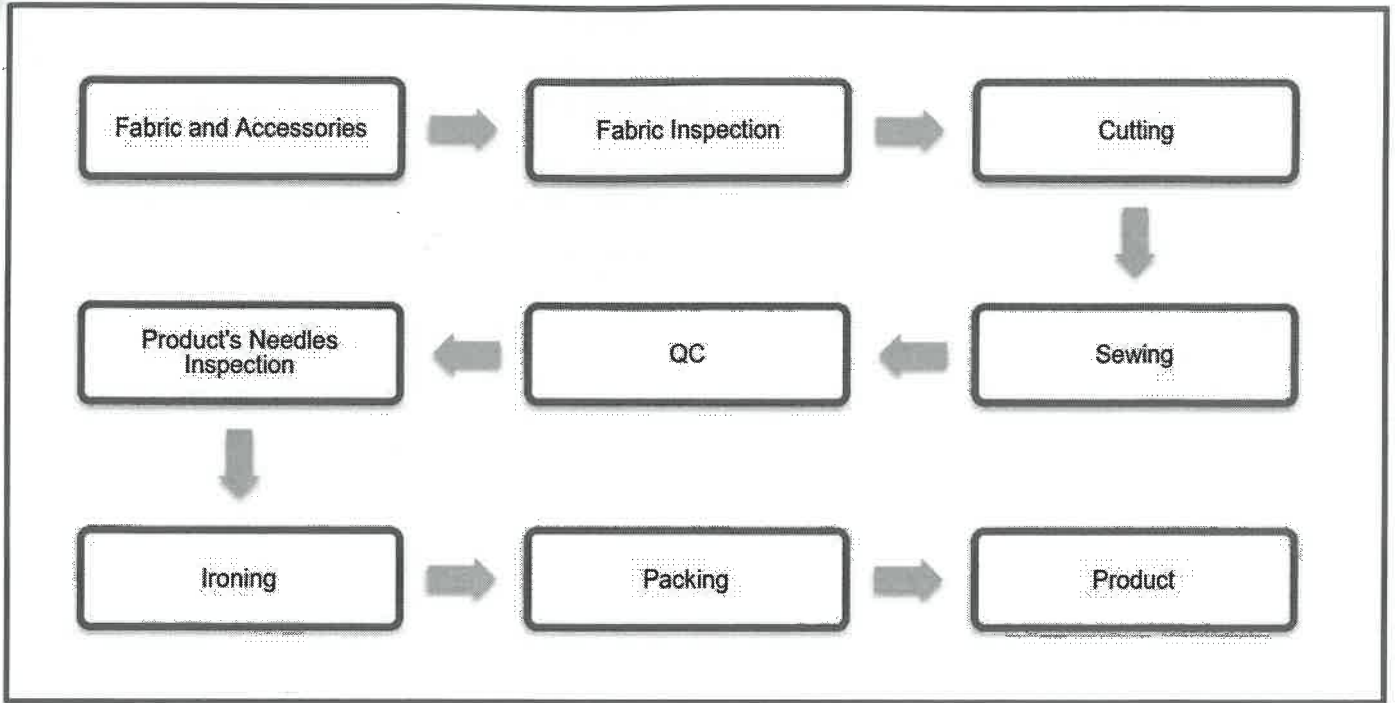 Fabric and Accessories
Fabric Inspection
Cutting
Sewing
QC
Product's Needles
Inspection
Ironing
Packing
Product